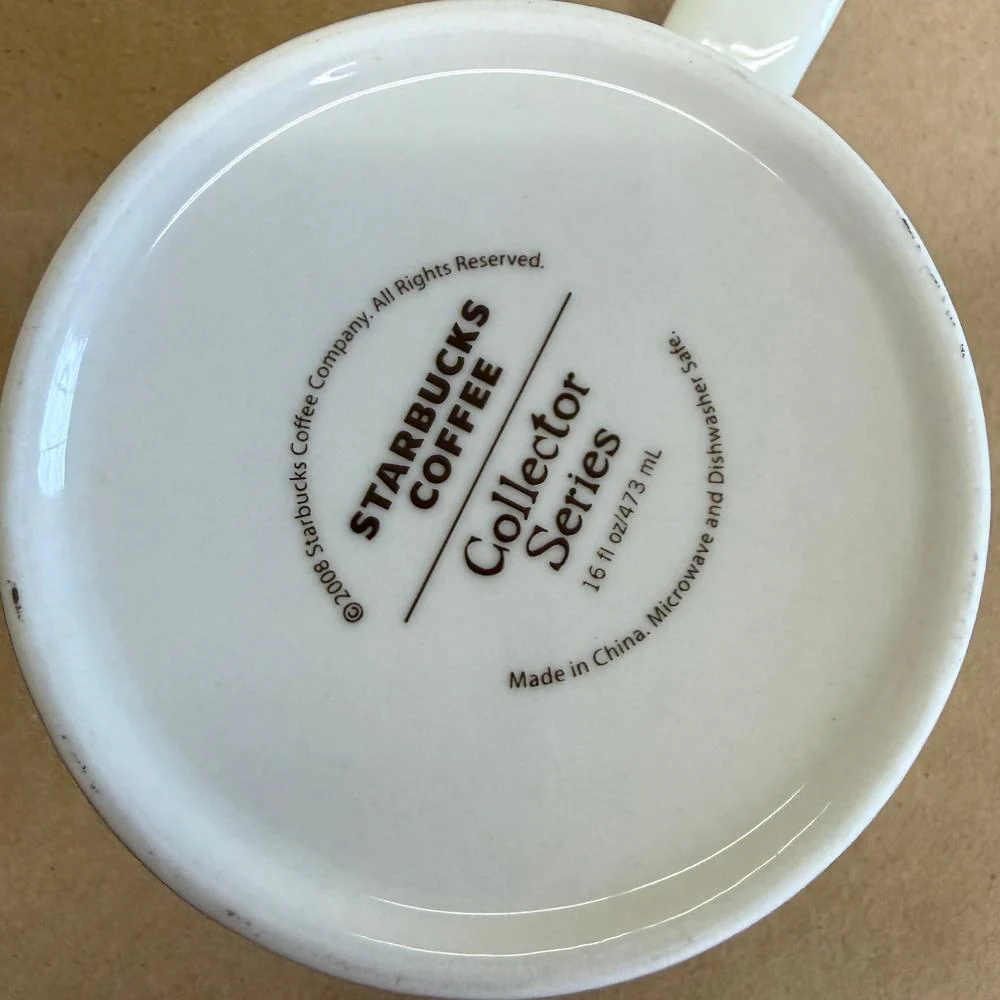 ©2008 Starbucks Coffee Company. All Rights Reserved.
STARBUCKS
COFFEE
Collector
Series
16 fl oz/473 mL
Made in China. Microwave and Dishwasher Safe.